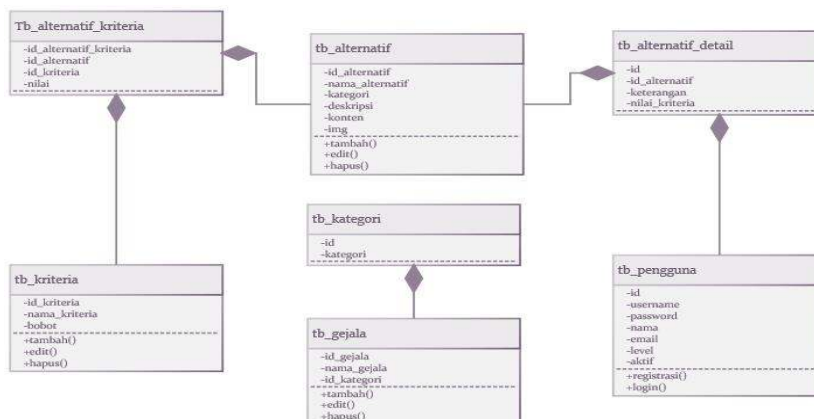 Tb_alternatif_kriteria
-id_alternatif_kriteria
-id_alternatif
-id_kriteria
-nilai
tb_alternatif
-id_alternatif
-nama_alternatif
-kategori
-deskripsi
-konten
-img
+tambah()
+edit()
+hapus()
tb_alternatif_detail
-id
-id_alternatif
-keterangan
-nilai_kriteria
tb_kriteria
-id_kriteria
-nama_kriteria
-bobot
+tambah()
+edit()
+hapus()
tb_kategori
-id
-kategori
tb_gejala
-id_gejala
-nama_gejala
-id_kategori
+tambah()
+edit()
+hapus()
tb_pengguna
-id
-username
-password
-nama
-email
-level
-aktif
+registrasi()
+login()